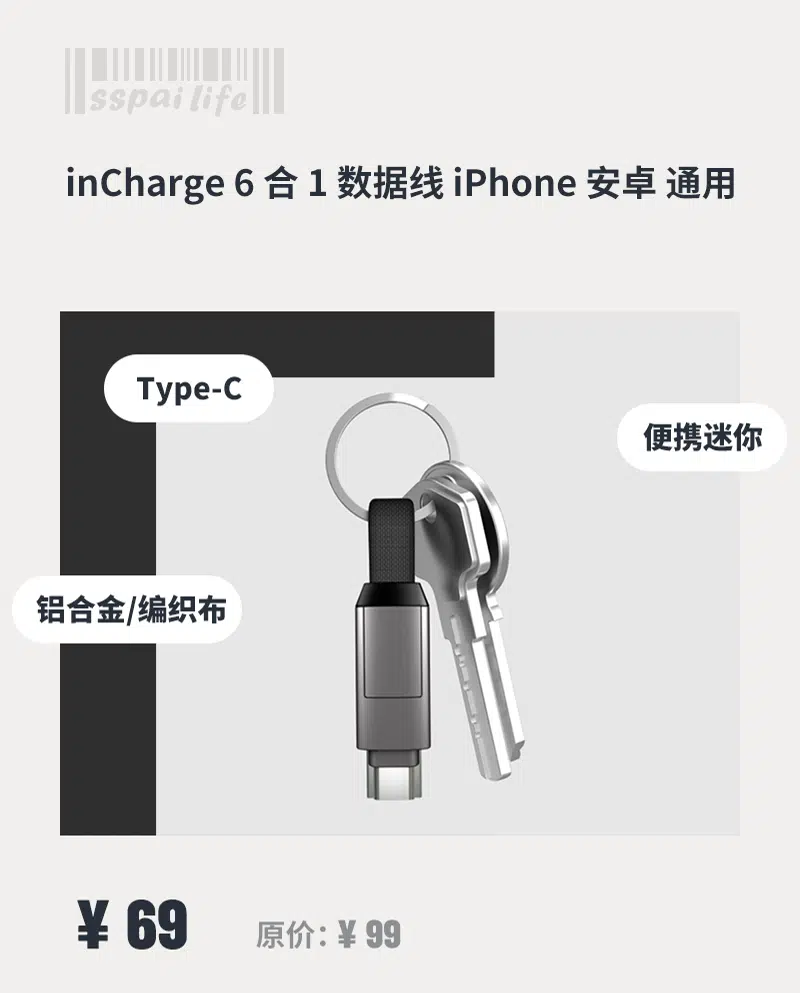 sspai life
inCharge 6 合 1 数据线 iPhone 安卓 通用
Type-C
便携迷你
铝合金/编织布
¥ 69
原价：¥ 99